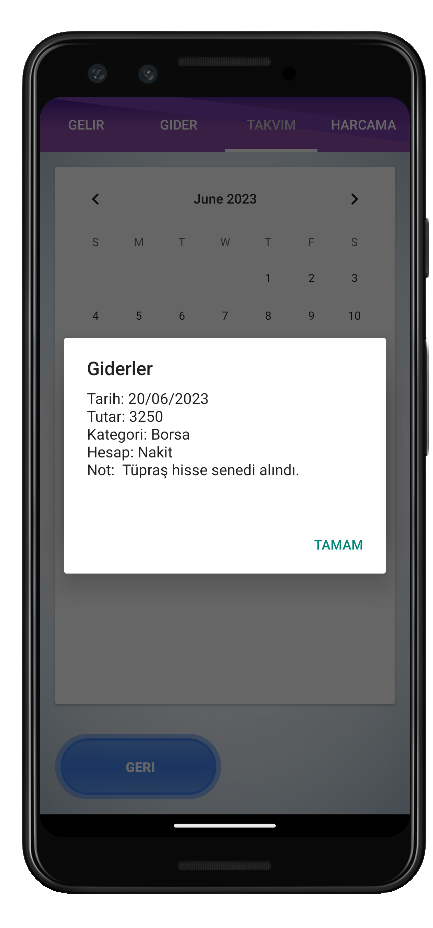 GELIR GIDER TAKVIM HARCAMA
June 2023
S M T W T F S
1 2 3
4 5 6 7 8 9 10
Giderler
Tarih: 20/06/2023
Tutar: 3250
Kategori: Borsa
Hesap: Nakit
Not: Tüpraş hisse senedi alındı.
TAMAM
GERI